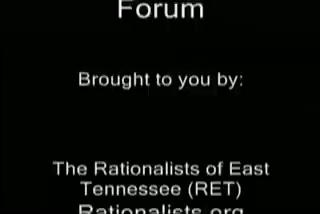 Forum
Brought to you by:
The Rationalists of East
Tennessee (RET)
Rationalists.org